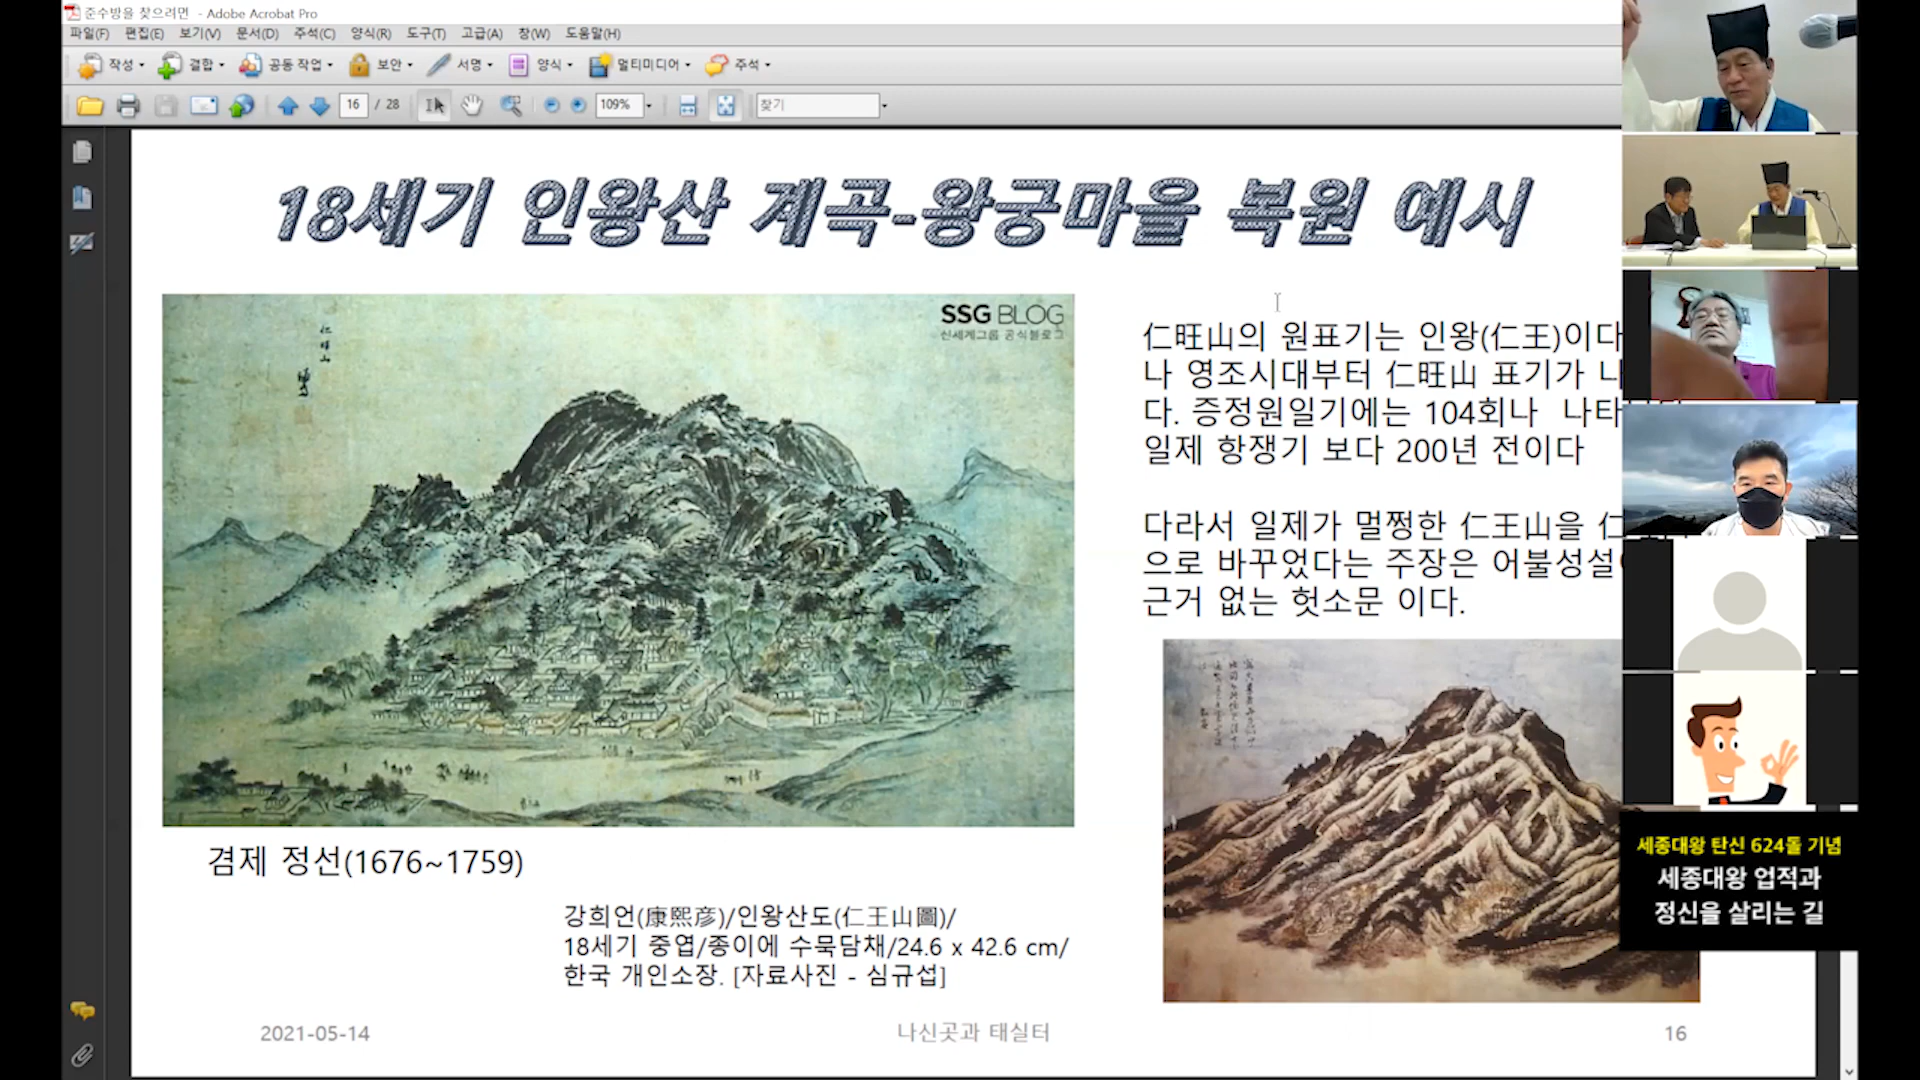 준수방을 찾으려면 - Adobe Acrobat Pro
파일(F) 편집(E) 보기(V) 문서(D) 주석(C) 양식(R) 도구(T) 고급(A) 창(W) 도움말(H)
작성 결합 공동 작업 보안 서명 양식 멀티미디어 주석
16 / 28 109% 찾기
18세기 인왕산 계곡-왕궁마을 복원 예시
SSG BLOG
신세계그룹 공식블로그
仁旺山의 원표기는 인왕(仁王)이다
나 영조시대부터 仁旺山 표기가 나
다. 증정원일기에는 104회나 나타
일제 항쟁기 보다 200년 전이다
다라서 일제가 멀쩡한 仁王山을 仁
으로 바꾸었다는 주장은 어불성설
근거 없는 헛소문 이다.
겸제 정선(1676~1759)
강희언(康熙彦)/인왕산도(仁王山圖)/
18세기 중엽/종이에 수묵담채/24.6 x 42.6 cm/
한국 개인소장. [자료사진 - 심규섭]
세종대왕 탄신 624돌 기념
세종대왕 업적과
정신을 살리는 길
2021-05-14 나신곳과 태실터 16